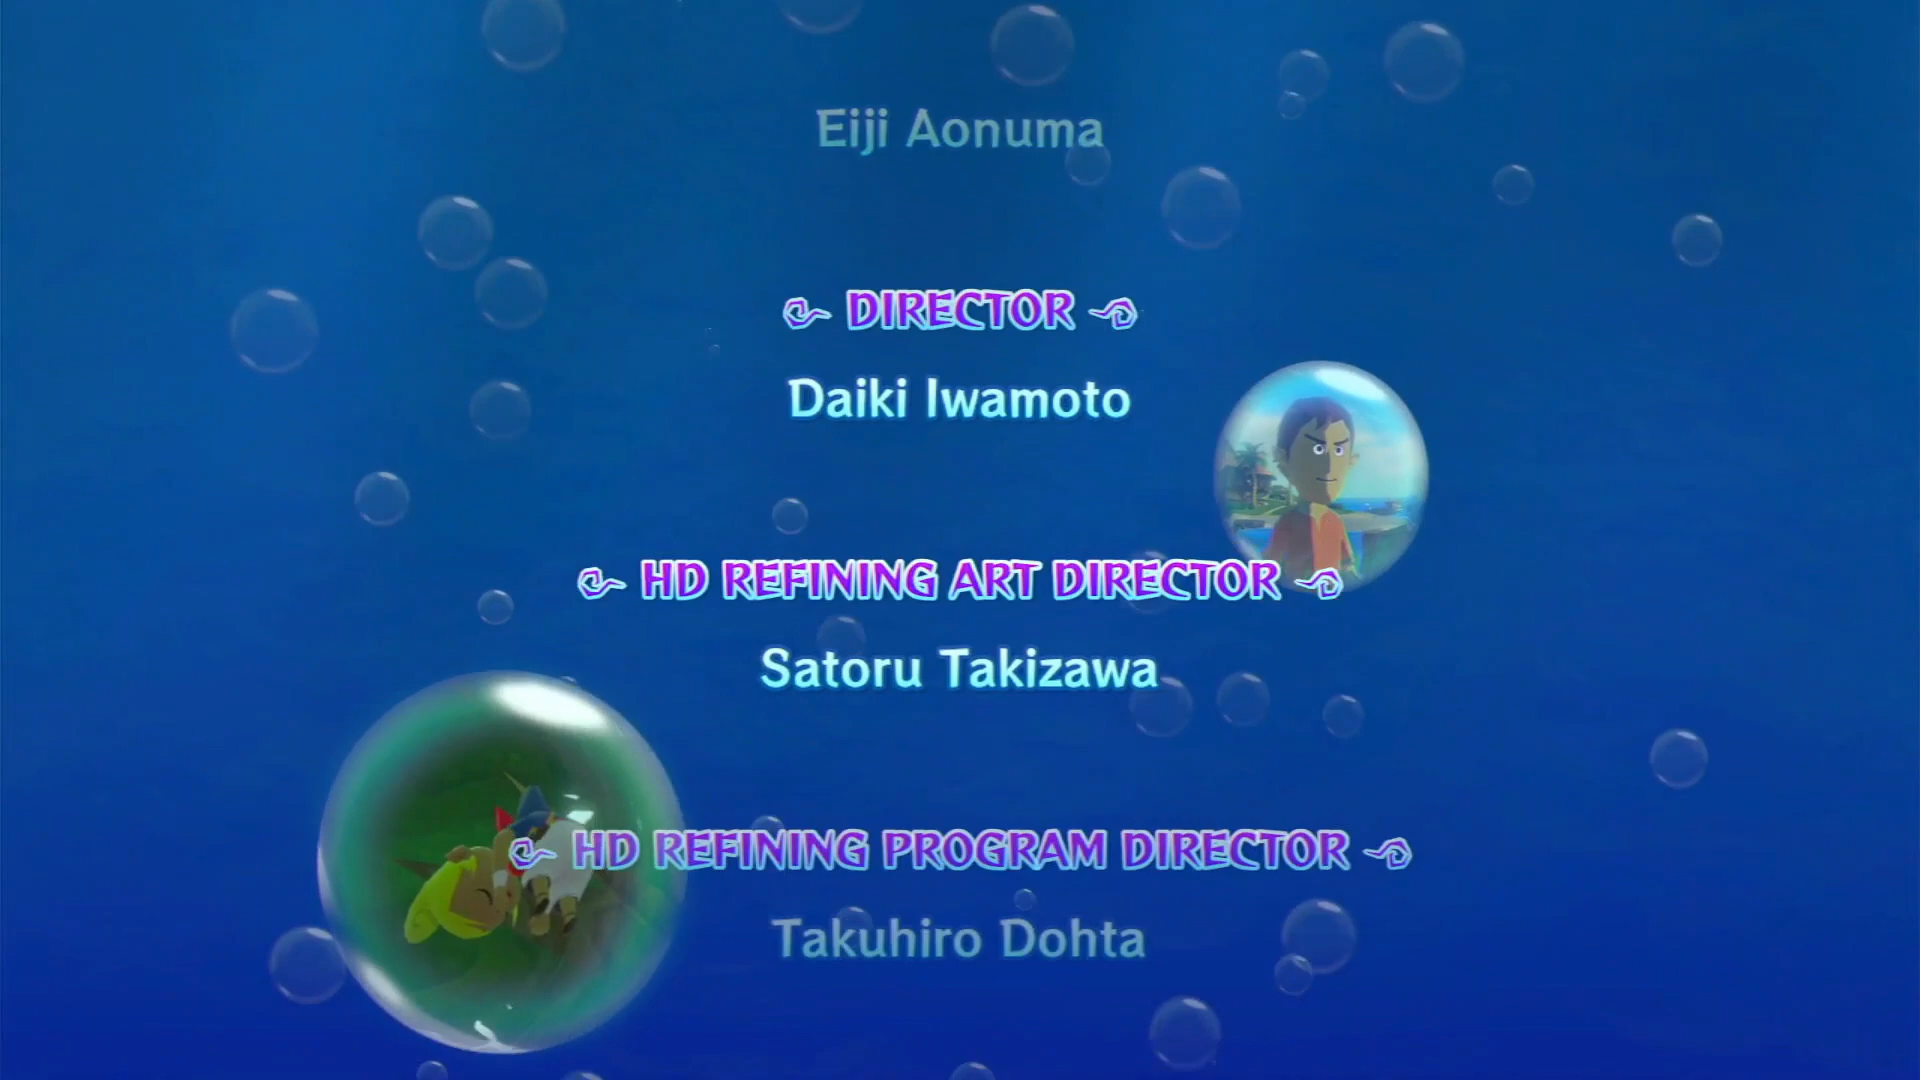 Eiji Aonuma
DIRECTOR
Daiki Iwamoto
HD REFINING ART DIRECTOR
Satoru Takizawa
HD REFINING PROGRAM DIRECTOR
Takuhiro Dohta